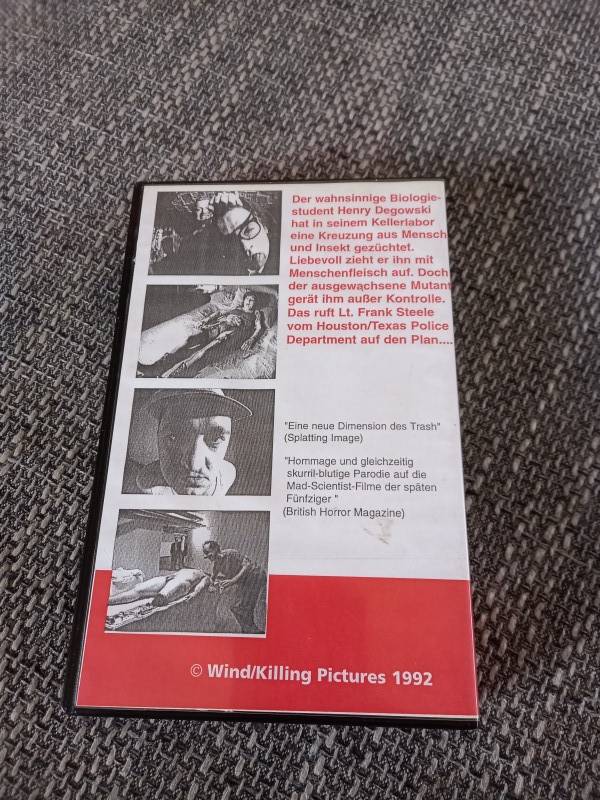 Der wahnsinnige Biologie-
student Henry Degowski
hat in seinem Kellerlabor
eine Kreuzung aus Mensch
und Insekt gezüchtet.
Liebevoll zieht er ihn mit
Menschenfleisch auf. Doch
der ausgewachsene Mutant
gerät ihm außer Kontrolle.
Das ruft Lt. Frank Steele
vom Houston/Texas Police
Department auf den Plan....
"Eine neue Dimension des Trash"
(Splatting Image)
"Hommage und gleichzeitig
skurril-blutige Parodie auf die
Mad-Scientist-Filme der späten
Fünfziger "
(British Horror Magazine)
© Wind/Killing Pictures 1992